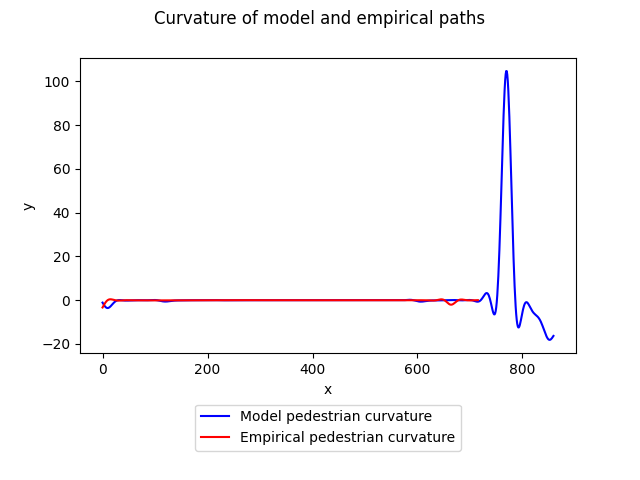 Curvature of model and empirical paths
100
80
60
40
20
0
−20
y
0 200 400 600 800
x
Model pedestrian curvature
Empirical pedestrian curvature